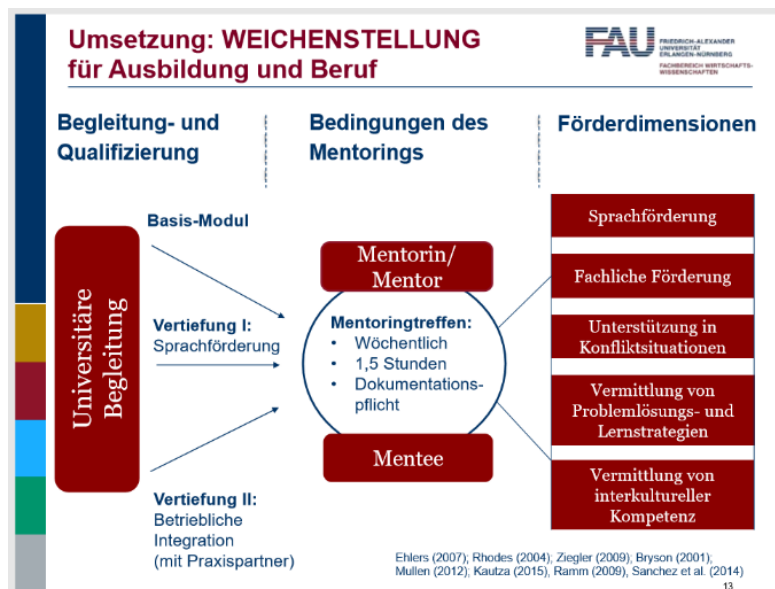 Umsetzung: WEICHENSTELLUNG
für Ausbildung und Beruf
FAU
FRIEDRICH-ALEXANDER
UNIVERSITÄT
ERLANGEN-NÜRNBERG
FACHBEREICH WIRTSCHAFTS-
WISSENSCHAFTEN
Begleitung- und
Qualifizierung
Bedingungen des
Mentorings
Förderdimensionen
Universitäre
Begleitung
Basis-Modul
Vertiefung I:
Sprachförderung
Vertiefung II:
Betriebliche
Integration
(mit Praxispartner)
Mentorin/
Mentor
Mentoringtreffen:
• Wöchentlich
• 1,5 Stunden
• Dokumentations-
pflicht
Mentee
Sprachförderung
Fachliche Förderung
Unterstützung in
Konfliktsituationen
Vermittlung von
Problemlösungs- und
Lernstrategien
Vermittlung von
interkultureller
Kompetenz
Ehlers (2007); Rhodes (2004); Ziegler (2009); Bryson (2001);
Mullen (2012); Kautza (2015), Ramm (2009), Sanchez et al. (2014)
13